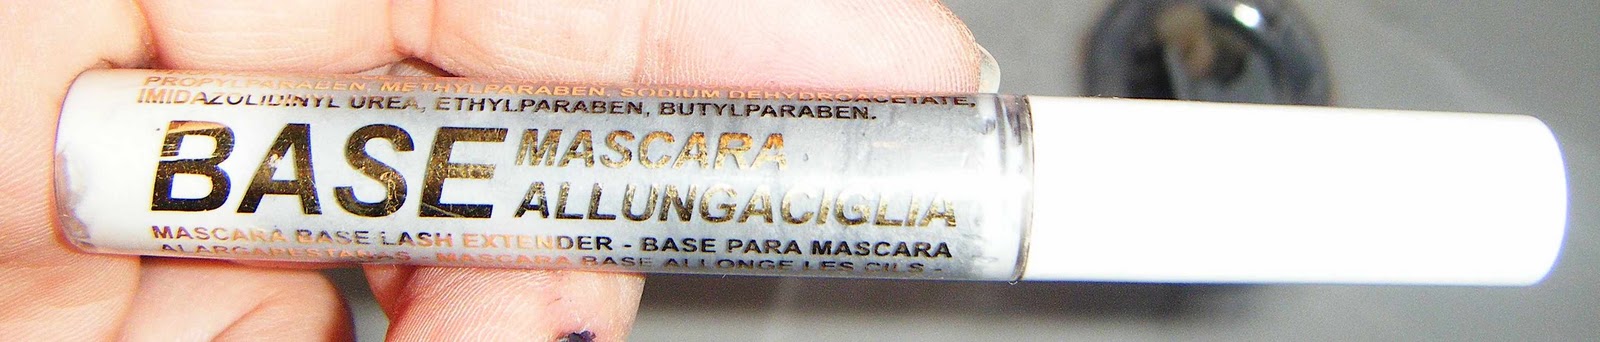 PROPYLPARABEN, METHYLPARABEN, SODIUM DEHYDROACETATE,
IMIDAZOLIDINYL UREA, ETHYLPARABEN, BUTYLPARABEN.
BASE MASCARA
ALLUNGACIGLIA
MASCARA BASE LASH EXTENDER - BASE PARA MASCARA
ALARGAPESTAÑAS - MASCARA BASE ALLONGE LES CILS -